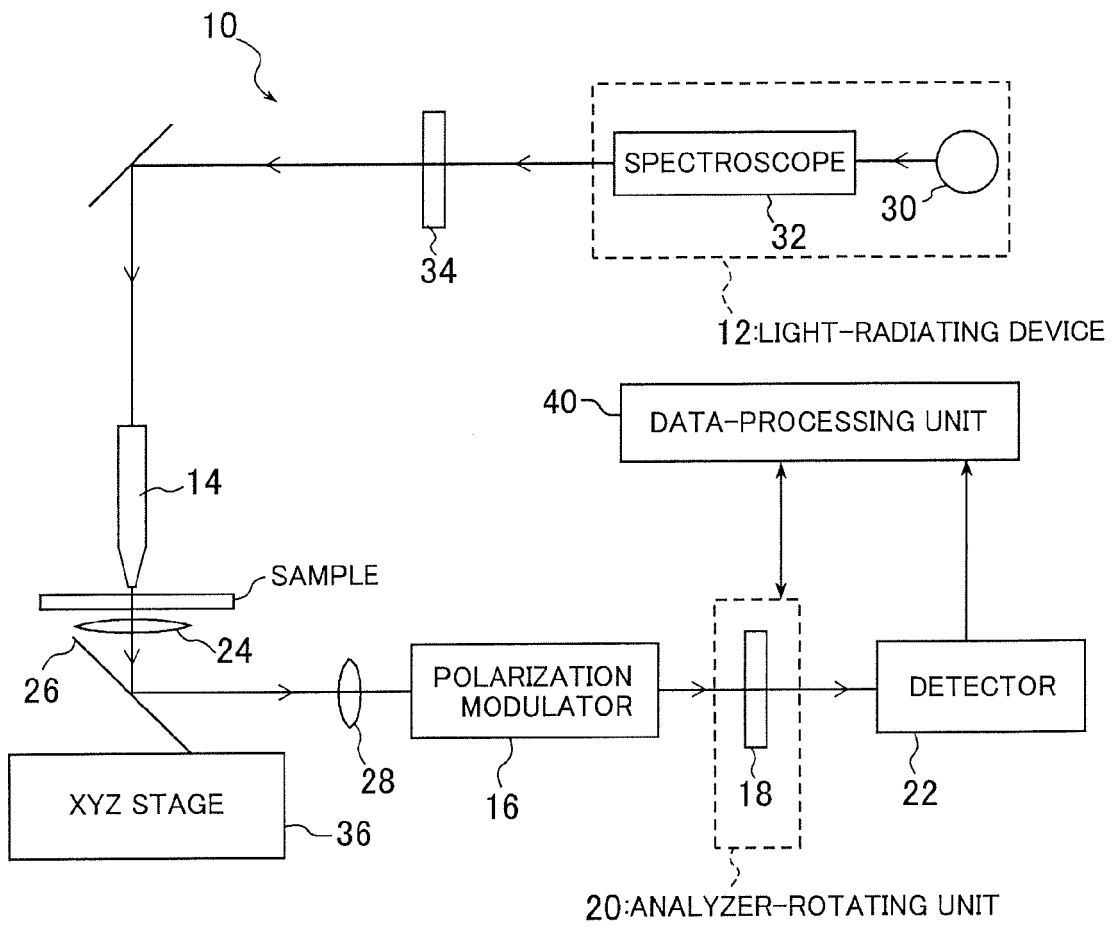 10
SPECTROSCOPE
30
32
34
12:LIGHT-RADIATING DEVICE
40
DATA-PROCESSING UNIT
14
SAMPLE
24
26
POLARIZATION
MODULATOR
DETECTOR
28
16
18
22
XYZ STAGE
36
20:ANALYZER-ROTATING UNIT